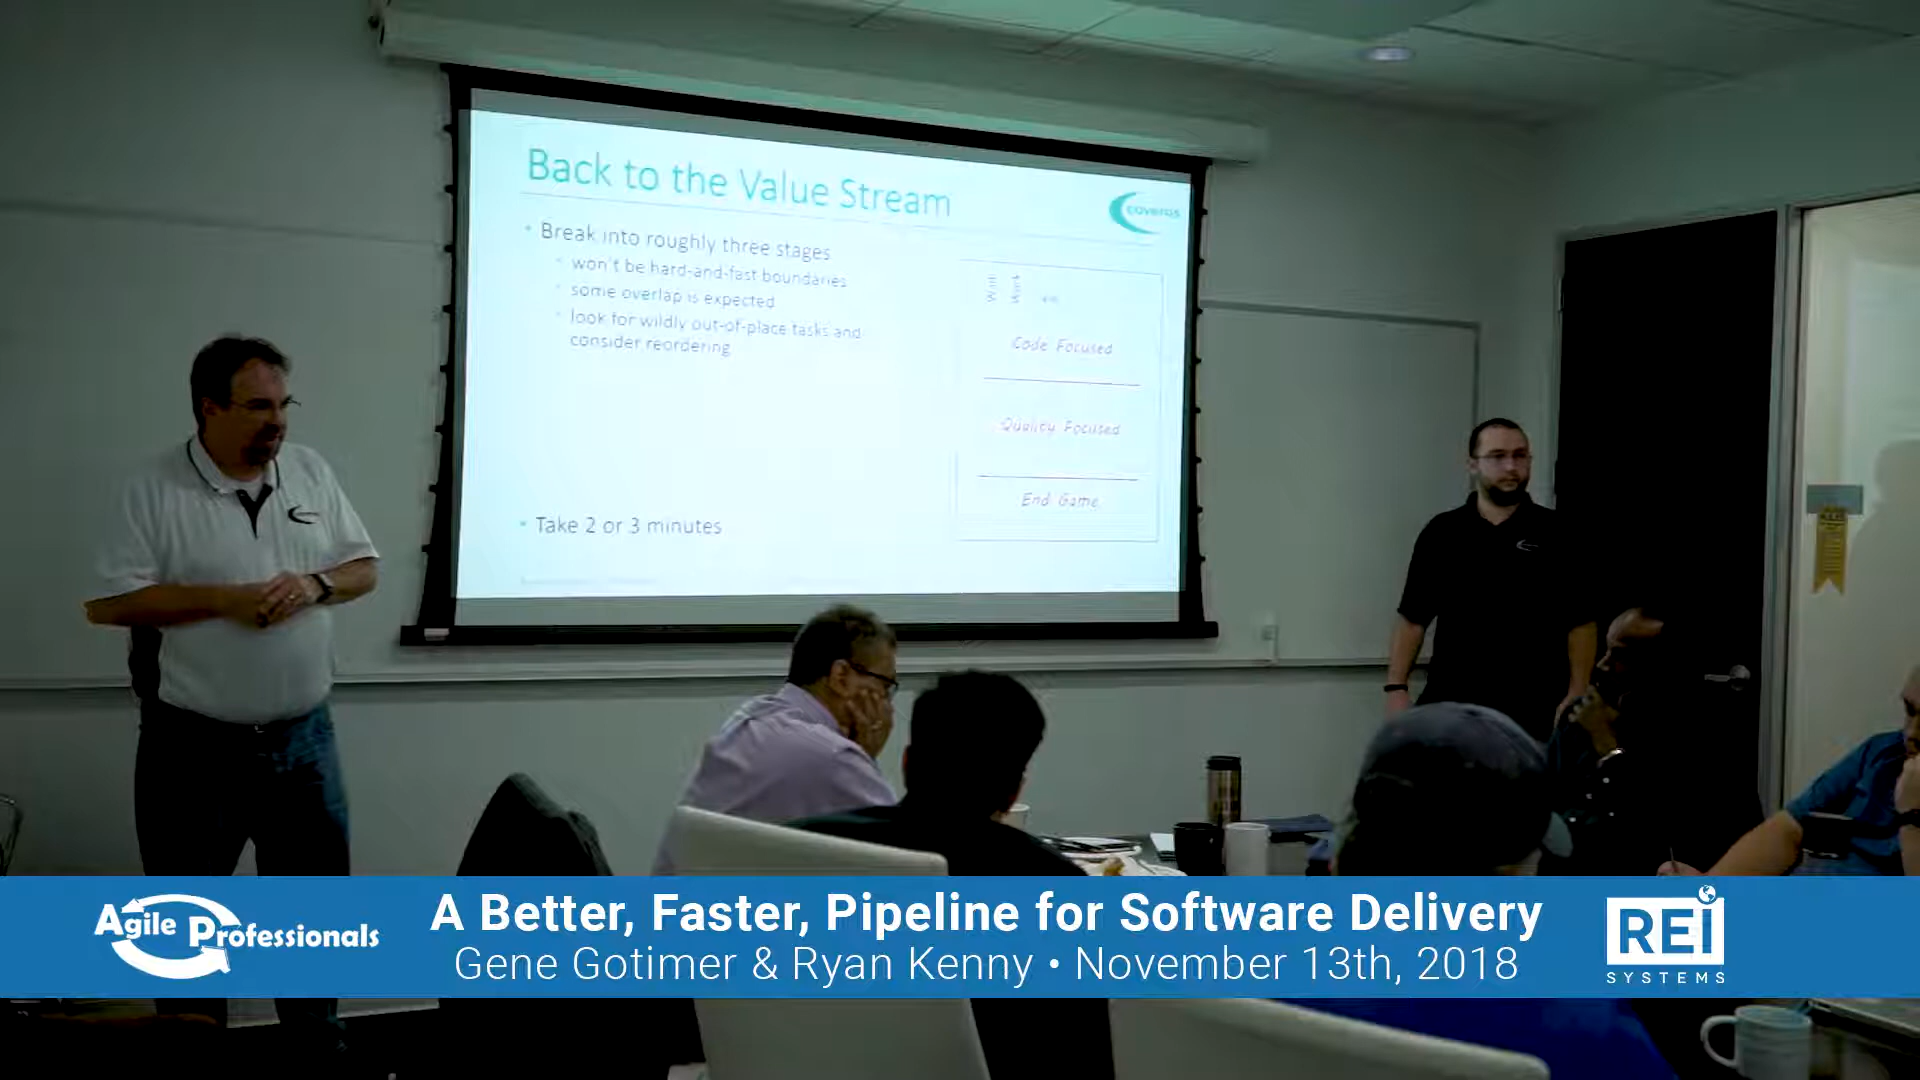 Back to the Value Stream
coveros
• Break into roughly three stages
• won't be hard-and-fast boundaries
• some overlap is expected
• look for wildly out-of-place tasks and
consider reordering
• Take 2 or 3 minutes
Wait
Work
Code Focused
Quality Focused
End Game
Agile Professionals
A Better, Faster, Pipeline for Software Delivery
Gene Gotimer & Ryan Kenny • November 13th, 2018
REI
SYSTEMS